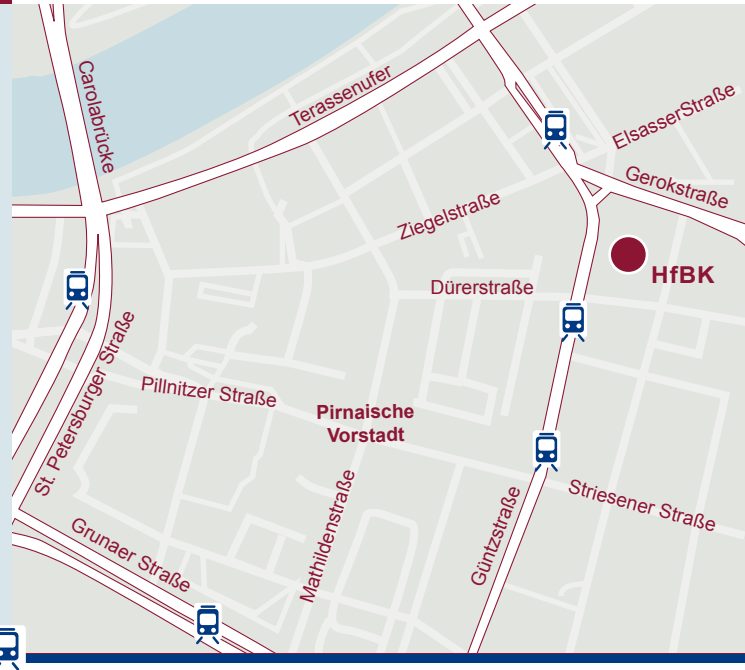 Carolabrücke
Terassenufer
ElsasserStraße
Gerokstraße
Ziegelstraße
HfBK
Dürerstraße
St. Petersburger Straße
Pillnitzer Straße
Pirnaische
Vorstadt
Striesener Straße
Mathildenstraße
Güntzstraße
Grunaer Straße